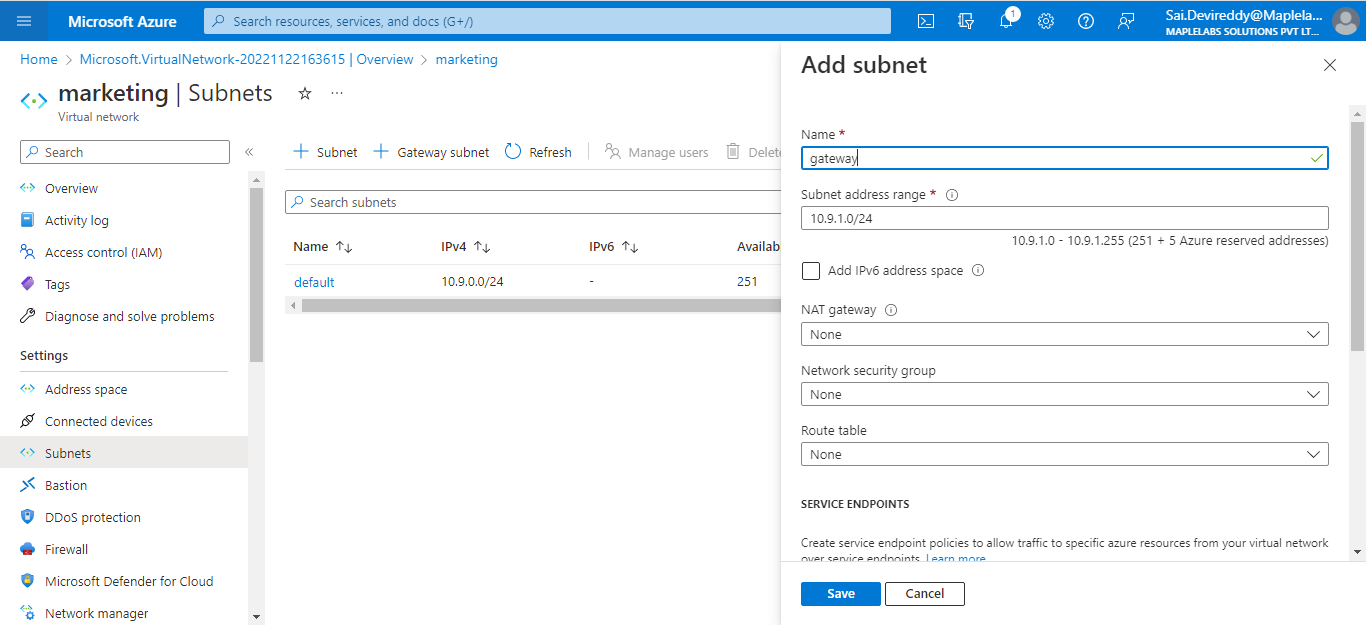 Microsoft Azure
Search resources, services, and docs (G+/)
1
Sai.Devireddy@Maplela...
MAPLELABS SOLUTIONS PVT LT...
Home > Microsoft.VirtualNetwork-20221122163615 | Overview > marketing
marketing | Subnets
...
Virtual network
Search
«
Overview
Activity log
Access control (IAM)
Tags
Diagnose and solve problems
Settings
Address space
Connected devices
Subnets
Bastion
DDoS protection
Firewall
Microsoft Defender for Cloud
Network manager
+ Subnet + Gateway subnet Refresh Manage users Delete
Search subnets
Name ↑↓ IPv4 ↑↓ IPv6 ↑↓ Availab
default 10.9.0.0/24 - 251
Add subnet
Name *
gateway
Subnet address range *
10.9.1.0/24
10.9.1.0 - 10.9.1.255 (251 + 5 Azure reserved addresses)
Add IPv6 address space
NAT gateway
None
Network security group
None
Route table
None
SERVICE ENDPOINTS
Create service endpoint policies to allow traffic to specific azure resources from your virtual network
over service endpoints. Learn more
Save
Cancel